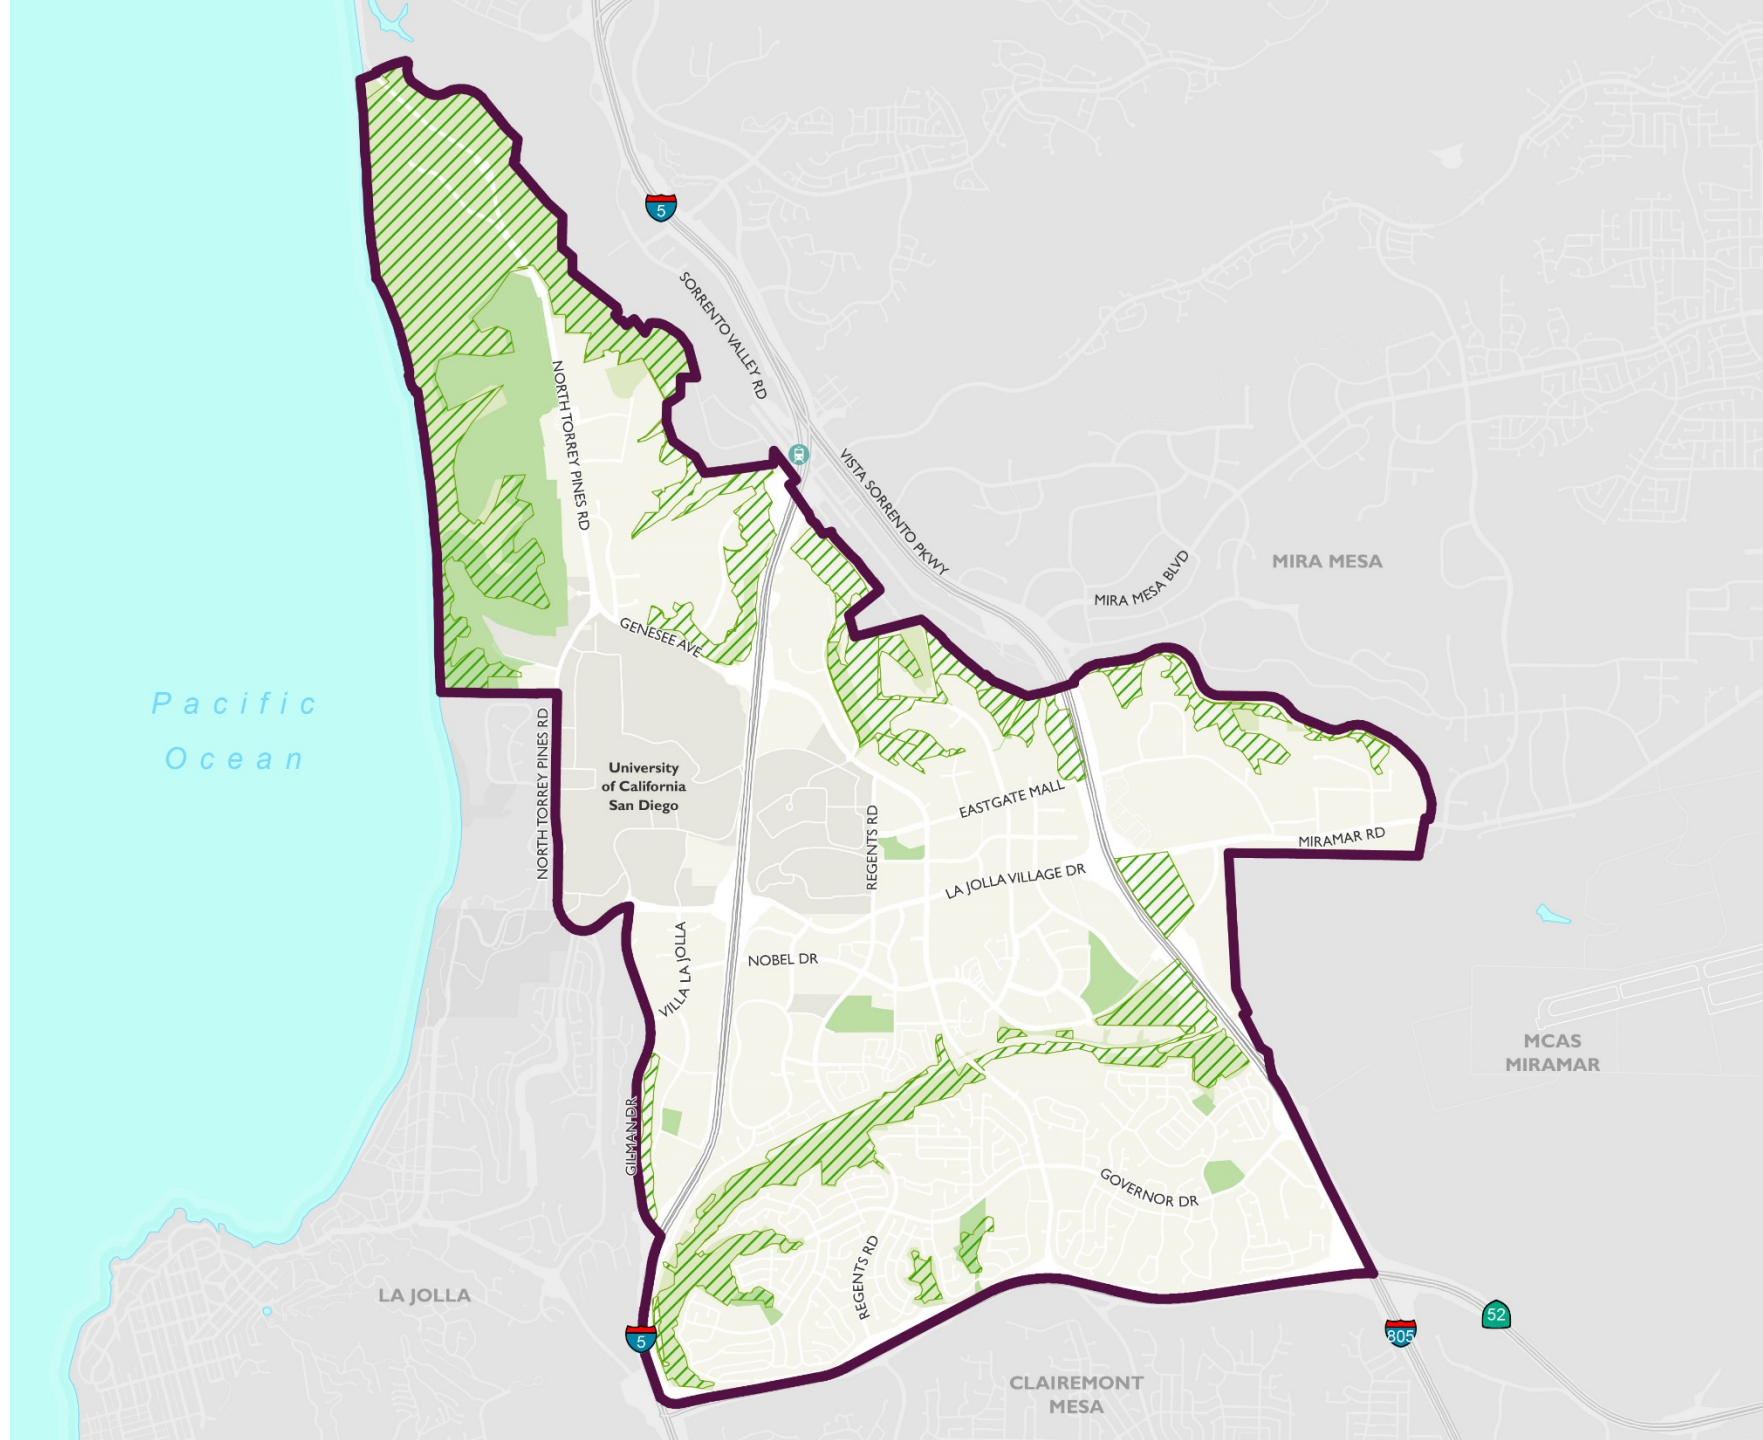 5
SORRENTO VALLEY RD
NORTH TORREY PINES RD
VISTA SORRENTO PKWY
MIRA MESA
MIRA MESA BLVD
GENESEE AVE
Pacific
Ocean
NORTH TORREY PINES RD
University
of California
San Diego
EASTGATE MALL
REGENTS RD
MIRAMAR RD
LA JOLLA VILLAGE DR
VILLA LA JOLLA
NOBEL DR
MCAS
MIRAMAR
GILMAN DR
GOVERNOR DR
REGENTS RD
LA JOLLA
5
52
805
CLAIREMONT
MESA